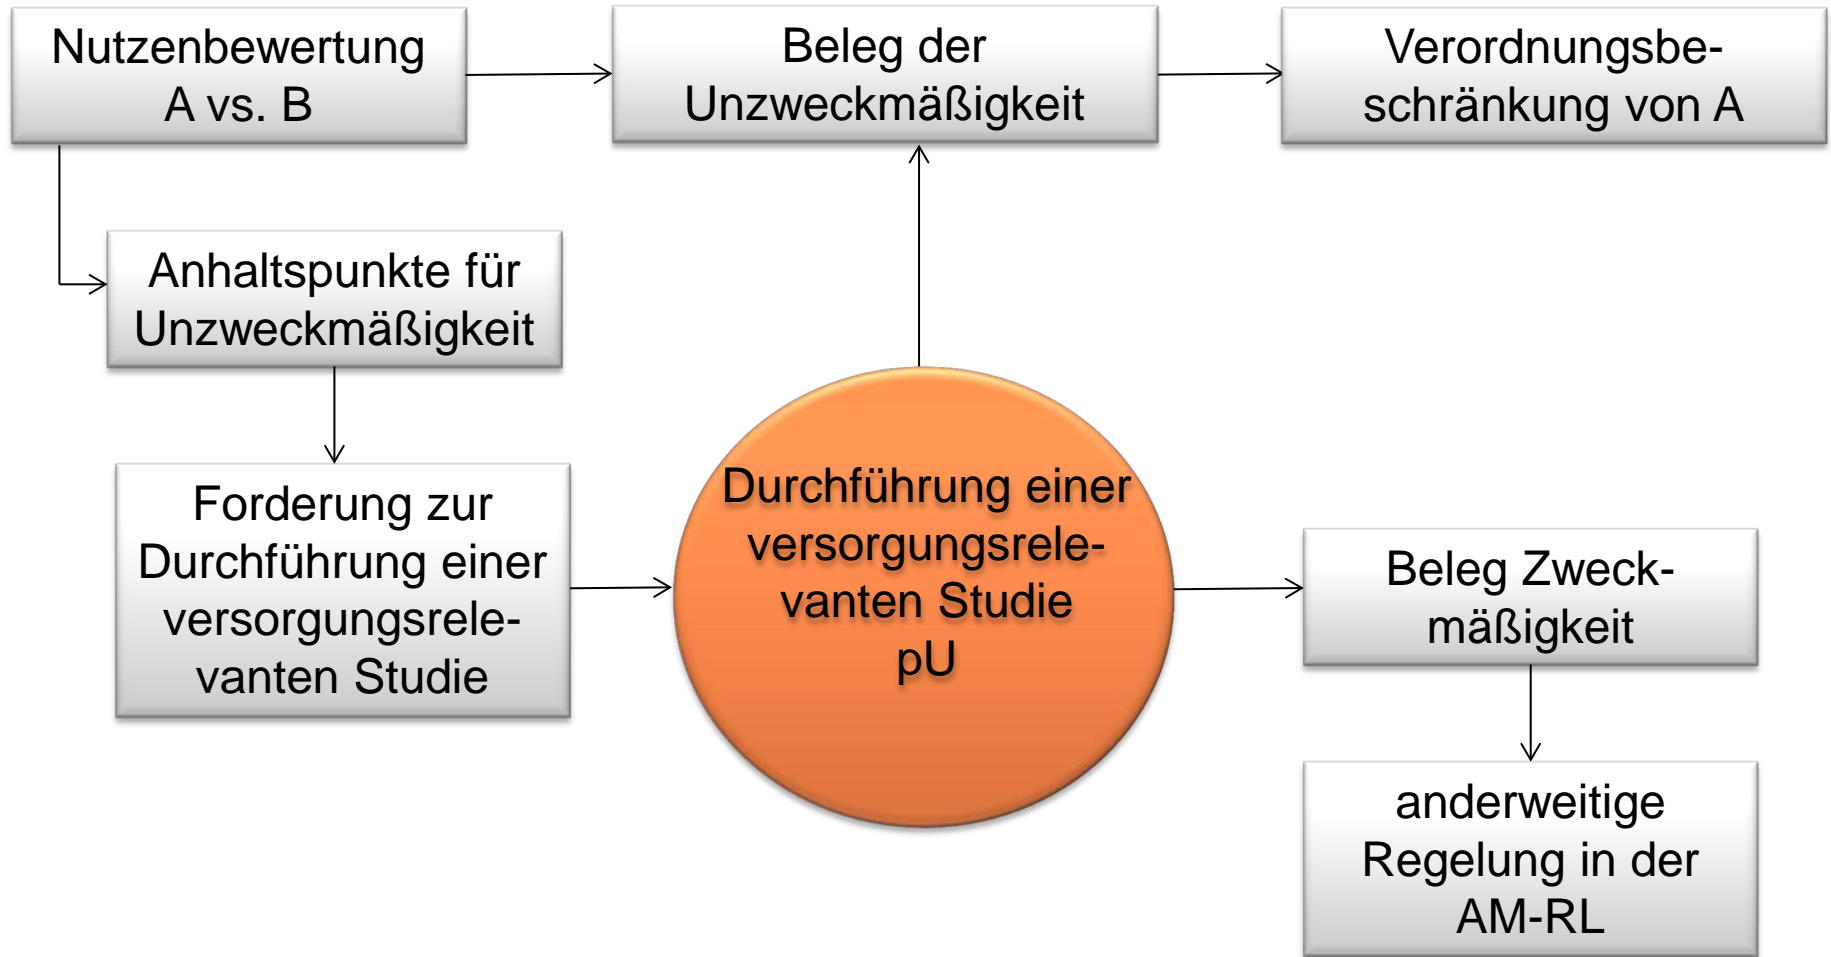 Nutzenbewertung
A vs. B
Beleg der
Unzweckmäßigkeit
Verordnungsbe-
schränkung von A
Anhaltspunkte für
Unzweckmäßigkeit
Forderung zur
Durchführung einer
versorgungsrele-
vanten Studie
Durchführung einer
versorgungsrele-
vanten Studie
pU
Beleg Zweck-
mäßigkeit
anderweitige
Regelung in der
AM-RL